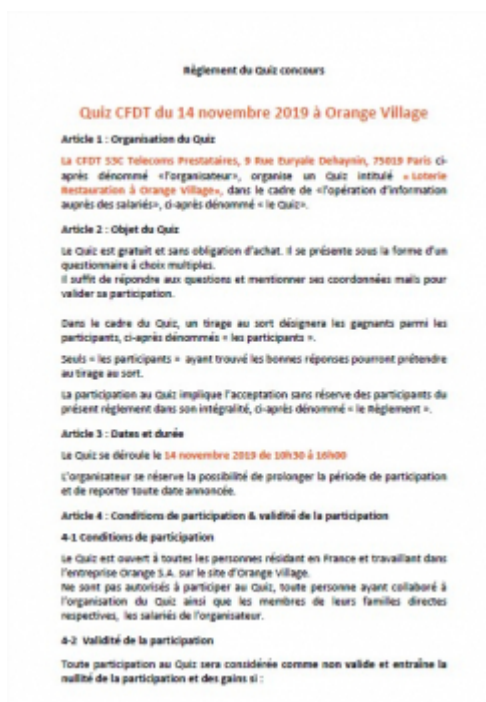 Règlement du Quiz concours
Quiz CFDT du 14 novembre 2019 à Orange Village
Article 1 : Organisation du Quiz
La CFDT S3C Telecoms Prestataires, 9 Rue Euryale Dehaynin, 75019 Paris ci-
après dénommé «l'organisateur», organise un Quiz intitulé « Loterie
Restauration à Orange Village», dans le cadre de «l'opération d'information
auprès des salariés», ci-après dénommé « le Quiz».
Article 2 : Objet du Quiz
Le Quiz est gratuit et sans obligation d'achat. Il se présente sous la forme d'un
questionnaire à choix multiples.
Il suffit de répondre aux questions et mentionner ses coordonnées mails pour
valider sa participation.
Dans le cadre du Quiz, un tirage au sort désignera les gagnants parmi les
participants, ci-après dénommés « les participants ».
Seuls « les participants » ayant trouvé les bonnes réponses pourront prétendre
au tirage au sort.
La participation au Quiz implique l'acceptation sans réserve des participants du
présent règlement dans son intégralité, ci-après dénommé « le Règlement ».
Article 3 : Dates et durée
Le Quiz se déroule le 14 novembre 2019 de 10h30 à 16h00
L'organisateur se réserve la possibilité de prolonger la période de participation
et de reporter toute date annoncée.
Article 4 : Conditions de participation & validité de la participation
4-1 Conditions de participation
Le Quiz est ouvert à toutes les personnes résidant en France et travaillant dans
l'entreprise Orange S.A. sur le site d'Orange Village.
Ne sont pas autorisés à participer au Quiz, toute personne ayant collaboré à
l'organisation du Quiz ainsi que les membres de leurs familles directes
respectives, les salariés de l'organisateur.
4-2 Validité de la participation
Toute participation au Quiz sera considérée comme non valide et entraîne la
nullité de la participation et des gains si :